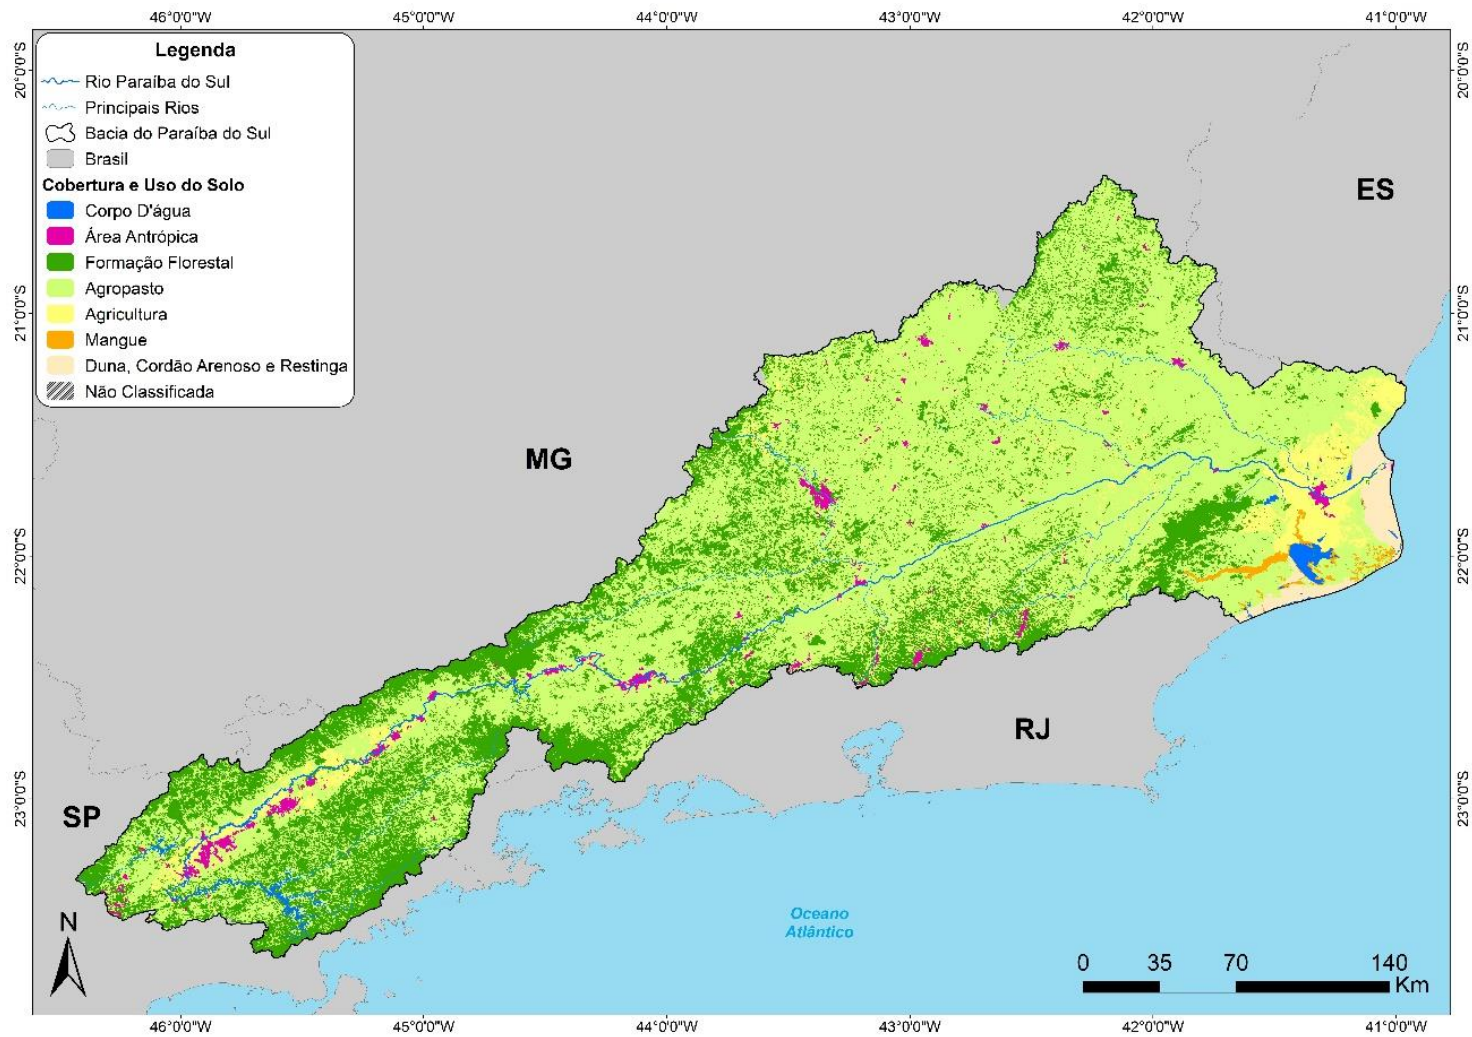 46°0'0"W 45°0'0"W 44°0'0"W 43°0'0"W 42°0'0"W 41°0'0"W
Legenda
Rio Paraíba do Sul
Principais Rios
Bacia do Paraíba do Sul
Brasil
Cobertura e Uso do Solo
Corpo D'água
Área Antrópica
Formação Florestal
Agropasto
Agricultura
Mangue
Duna, Cordão Arenoso e Restinga
Não Classificada
20°0'0"S
21°0'0"S
22°0'0"S
23°0'0"S
ES
MG
RJ
SP
N
Oceano
Atlântico
0 35 70 140
Km
20°0'0"S
21°0'0"S
22°0'0"S
23°0'0"S
46°0'0"W 45°0'0"W 44°0'0"W 43°0'0"W 42°0'0"W 41°0'0"W